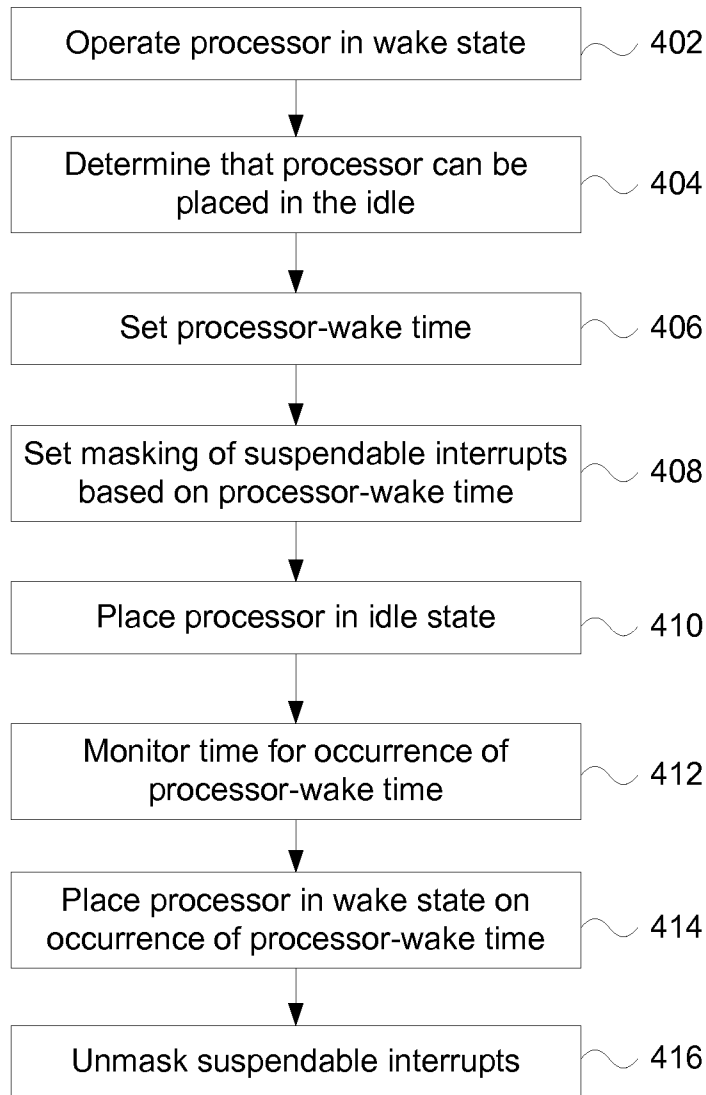 Operate processor in wake state
402
Determine that processor can be
placed in the idle
404
Set processor-wake time
406
Set masking of suspendable interrupts
based on processor-wake time
408
Place processor in idle state
410
Monitor time for occurrence of
processor-wake time
412
Place processor in wake state on
occurrence of processor-wake time
414
Unmask suspendable interrupts
416